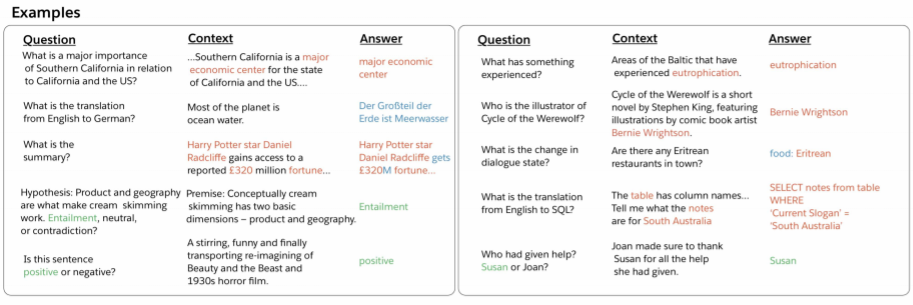 Examples
Question Context Answer
What is a major importance
of Southern California in relation
to California and the US?
...Southern California is a major
economic center for the state
of California and the US....
major economic
center
What is the translation
from English to German?
Most of the planet is
ocean water.
Der Großteil der
Erde ist Meerwasser
What is the
summary?
Harry Potter star Daniel
Radcliffe gains access to a
reported £320 million fortune...
Harry Potter star
Daniel Radcliffe gets
£320M fortune...
Hypothesis: Product and geography
are what make cream skimming
work. Entailment, neutral,
or contradiction?
Premise: Conceptually cream
skimming has two basic
dimensions – product and geography.
Entailment
Is this sentence
positive or negative?
A stirring, funny and finally
transporting re-imagining of
Beauty and the Beast and
1930s horror film.
positive
Question Context Answer
What has something
experienced?
Areas of the Baltic that have
experienced eutrophication.
eutrophication
Who is the illustrator of
Cycle of the Werewolf?
Cycle of the Werewolf is a short
novel by Stephen King, featuring
illustrations by comic book artist
Bernie Wrightson.
Bernie Wrightson
What is the change in
dialogue state?
Are there any Eritrean
restaurants in town?
food: Eritrean
What is the translation
from English to SQL?
The table has column names...
Tell me what the notes
are for South Australia
SELECT notes from table
WHERE
'Current Slogan' =
'South Australia'
Who had given help?
Susan or Joan?
Joan made sure to thank
Susan for all the help
she had given.
Susan